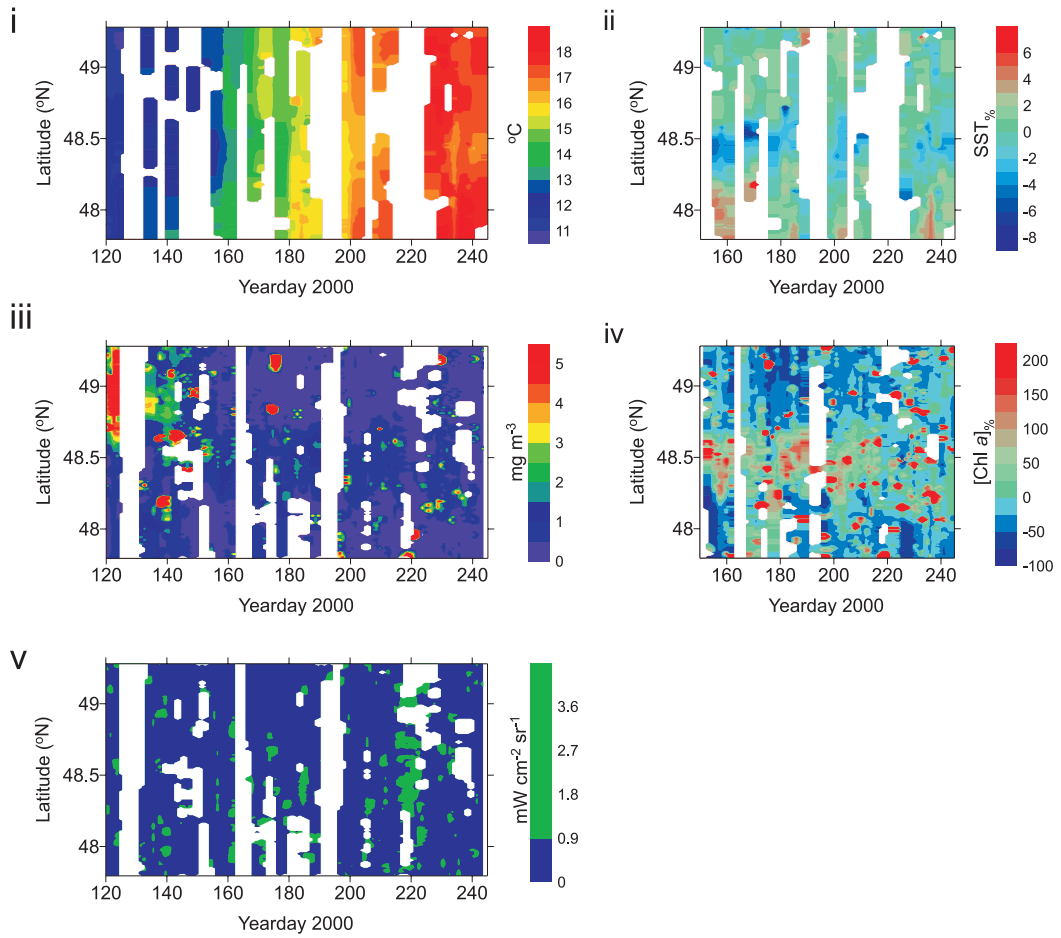 i
Latitude (°N)
49
48.5
48
120 140 160 180 200 220 240
Yearday 2000
18
17
16
15
14
13
12
11
°C
ii
Latitude (°N)
49
48.5
48
160 180 200 220 240
Yearday 2000
6
4
2
0
-2
-4
-6
-8
SST%
iii
Latitude (°N)
49
48.5
48
120 140 160 180 200 220 240
Yearday 2000
5
4
3
2
1
0
mg m⁻³
iv
Latitude (°N)
49
48.5
48
160 180 200 220 240
Yearday 2000
200
150
100
50
0
-50
-100
[Chl a]%
v
Latitude (°N)
49
48.5
48
120 140 160 180 200 220 240
Yearday 2000
3.6
2.7
1.8
0.9
0
mW cm⁻² sr⁻¹